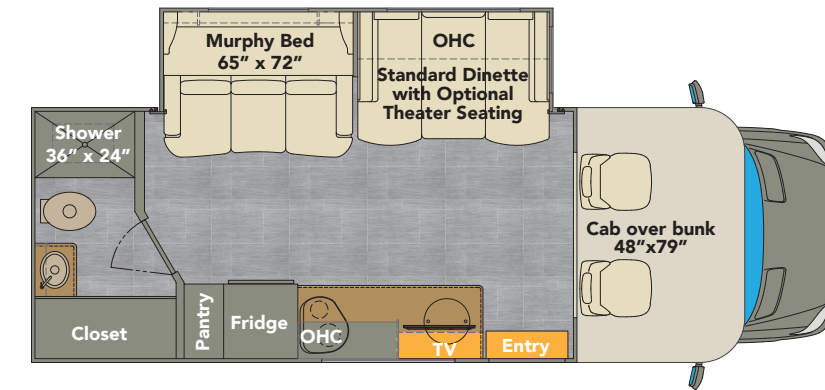 Murphy Bed
65” x 72”
OHC
Standard Dinette
with Optional
Theater Seating
Shower
36” x 24”
Cab over bunk
48”x79”
Closet
Pantry
Fridge
OHC
TV
Entry